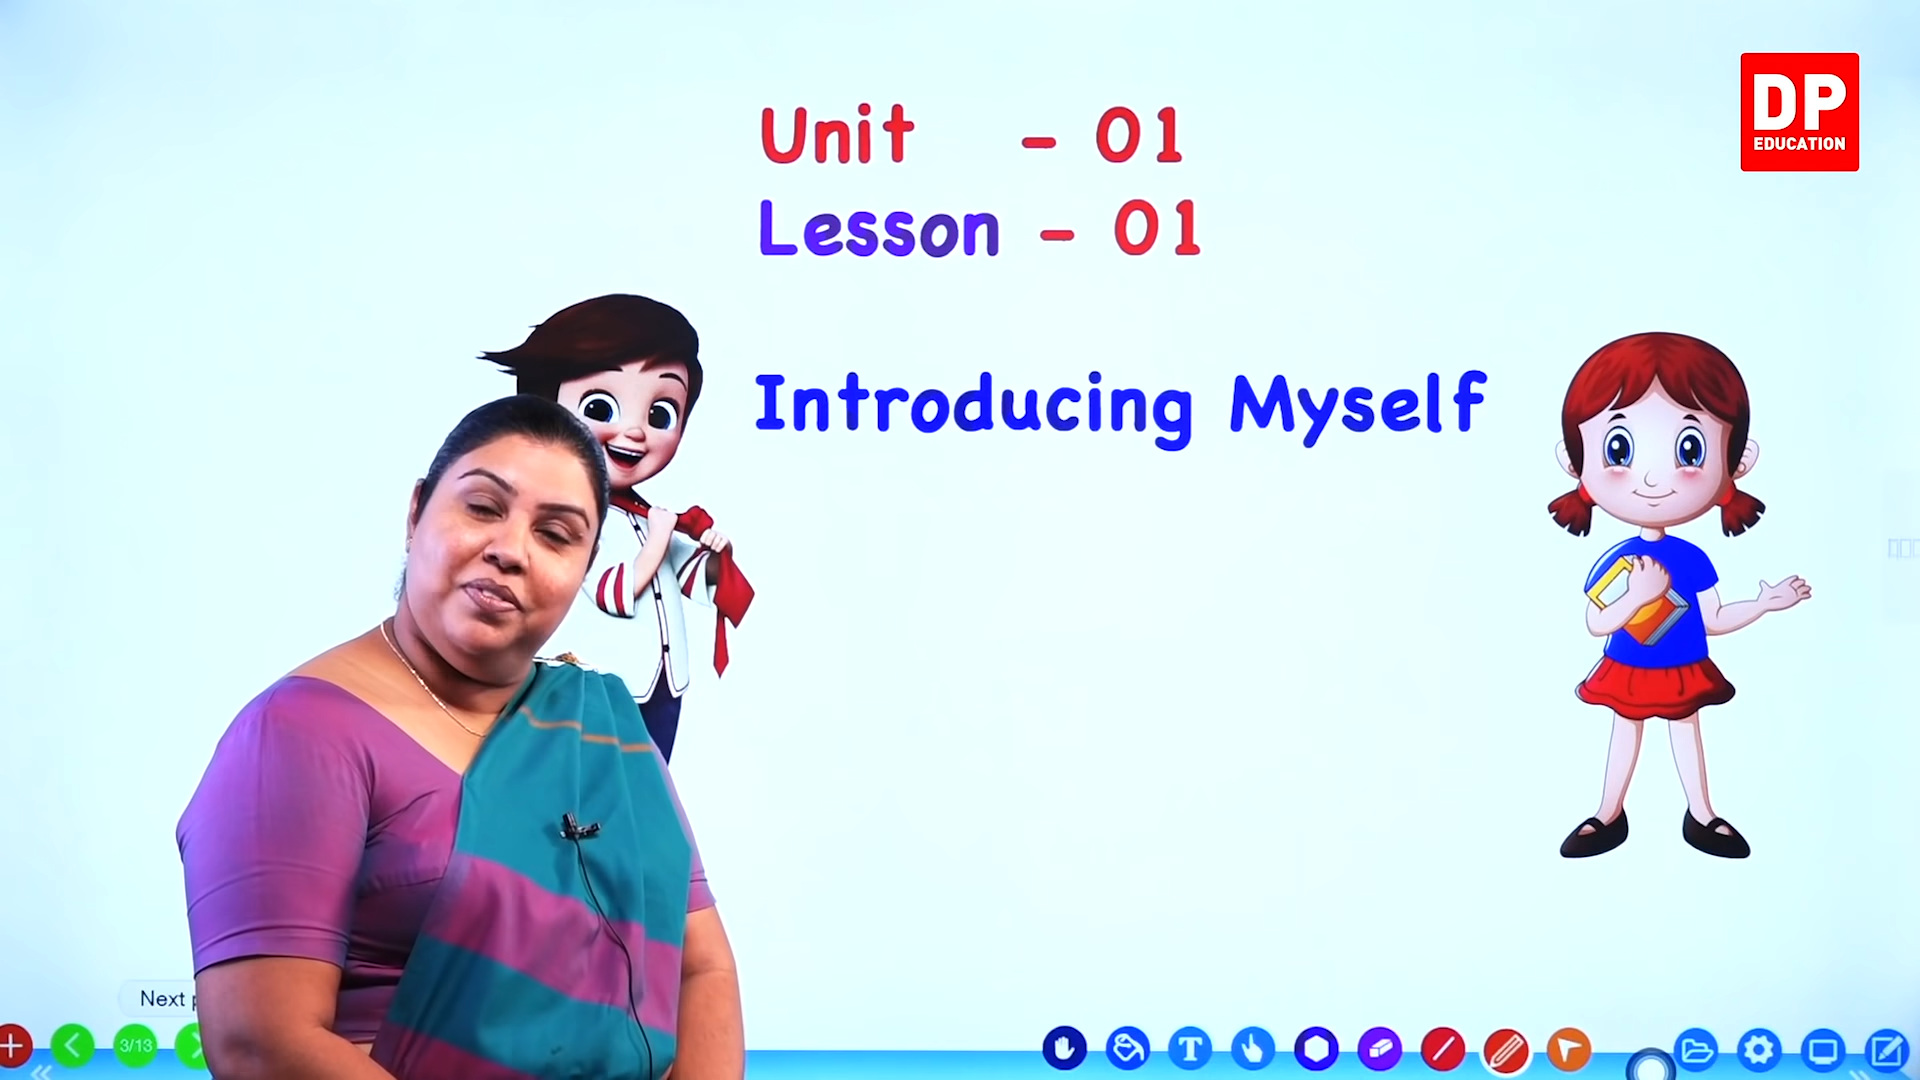 DP
EDUCATION
Unit - 01
Lesson - 01
Introducing Myself
Next
3/13
T